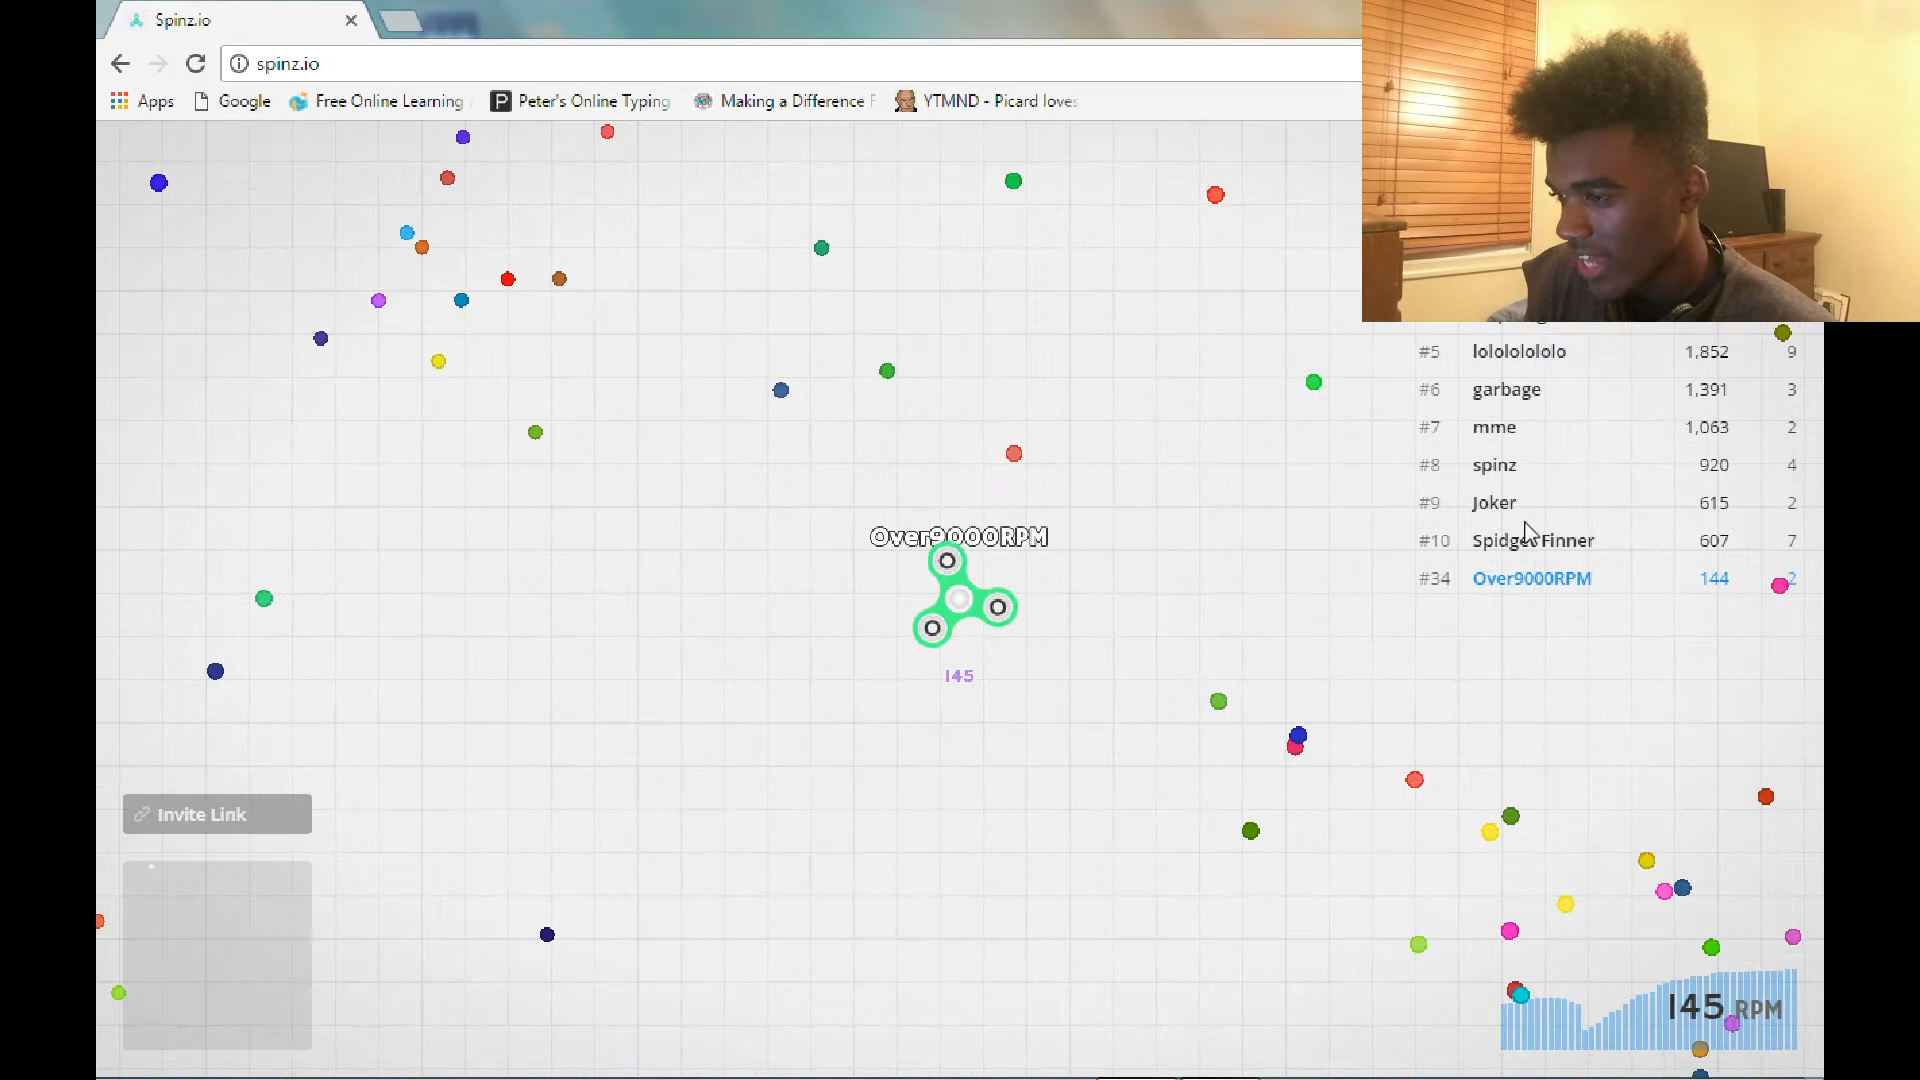 Spinz.io
spinz.io
Apps Google Free Online Learning Peter's Online Typing Making a Difference YTMND - Picard loves
#5 lololololo 1,852 9
#6 garbage 1,391 3
#7 mme 1,063 2
#8 spinz 920 4
#9 Joker 615 2
#10 Spidget Finner 607 7
#34 Over9000RPM 144 2
Over9000RPM
145
Invite Link
145 RPM